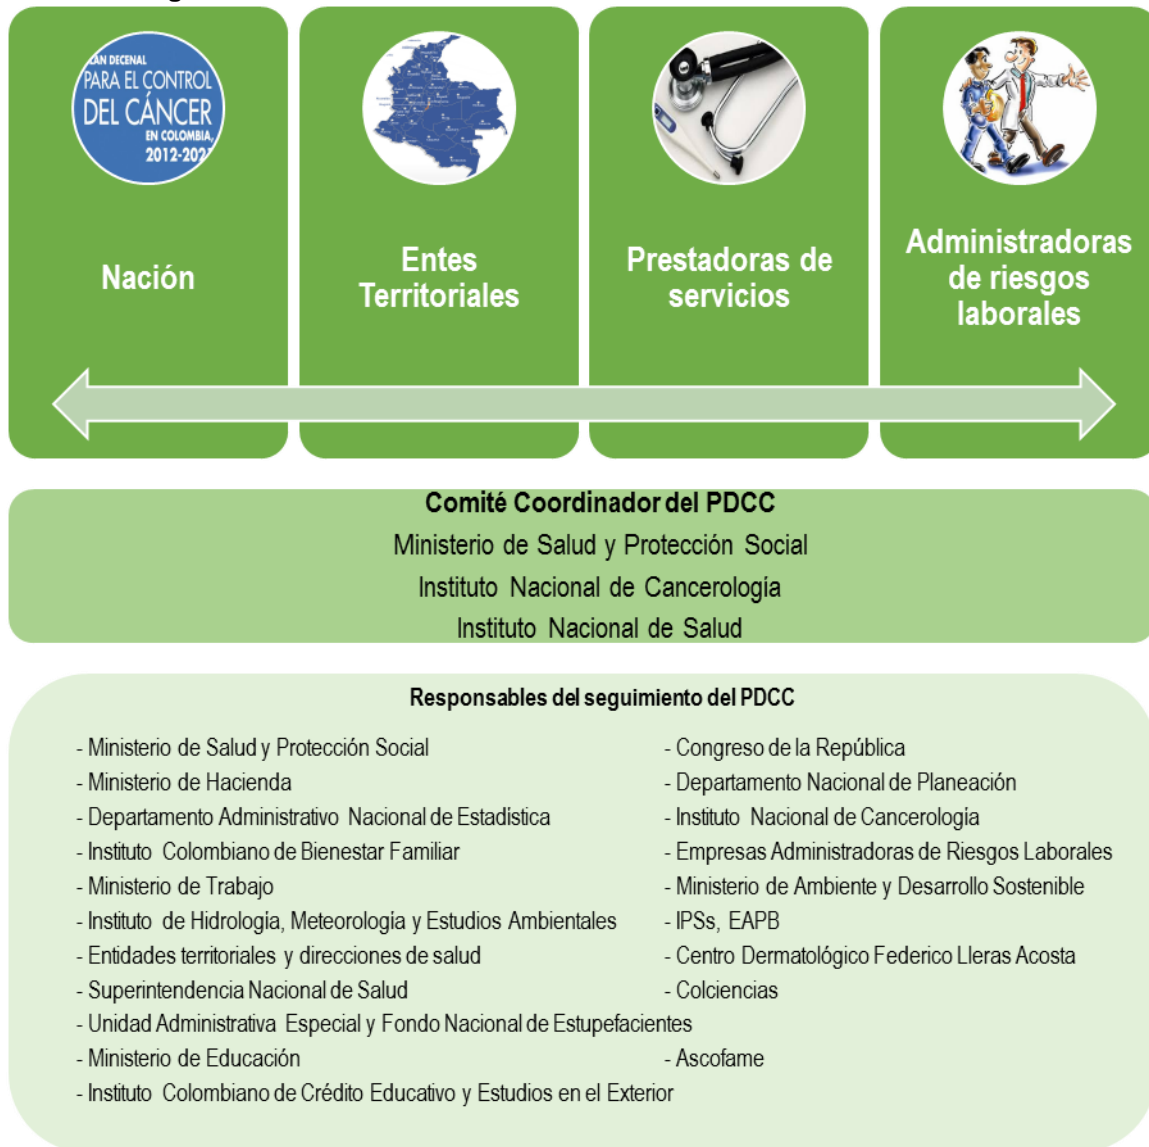 PLAN DECENAL
PARA EL CONTROL
DEL CÁNCER
EN COLOMBIA,
2012-202
Nación
Entes
Territoriales
Prestadoras de
servicios
Administradoras
de riesgos
laborales
Comité Coordinador del PDCC
Ministerio de Salud y Protección Social
Instituto Nacional de Cancerología
Instituto Nacional de Salud
Responsables del seguimiento del PDCC
- Ministerio de Salud y Protección Social
- Ministerio de Hacienda
- Departamento Administrativo Nacional de Estadística
- Instituto Colombiano de Bienestar Familiar
- Ministerio de Trabajo
- Instituto de Hidrología, Meteorología y Estudios Ambientales
- Entidades territoriales y direcciones de salud
- Superintendencia Nacional de Salud
- Unidad Administrativa Especial y Fondo Nacional de Estupefacientes
- Ministerio de Educación
- Instituto Colombiano de Crédito Educativo y Estudios en el Exterior
- Congreso de la República
- Departamento Nacional de Planeación
- Instituto Nacional de Cancerología
- Empresas Administradoras de Riesgos Laborales
- Ministerio de Ambiente y Desarrollo Sostenible
- IPSs, EAPB
- Centro Dermatológico Federico Lleras Acosta
- Colciencias
- Ascofame